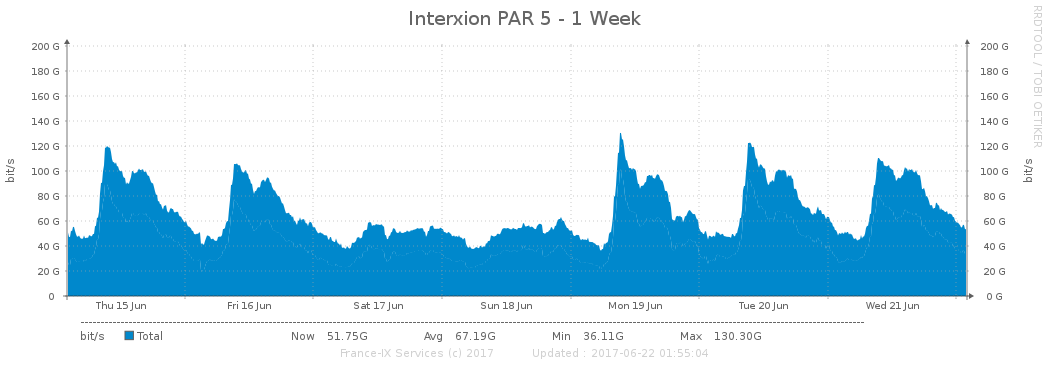 Interxion PAR 5 - 1 Week
RRDTOOL / TOBI OETIKER
bit/s
200 G 200 G
180 G 180 G
160 G 160 G
140 G 140 G
120 G 120 G
100 G 100 G
80 G 80 G
60 G 60 G
40 G 40 G
20 G 20 G
0 0 G
bit/s
Thu 15 Jun Fri 16 Jun Sat 17 Jun Sun 18 Jun Mon 19 Jun Tue 20 Jun Wed 21 Jun
bit/s Total Now 51.75G Avg 67.19G Min 36.11G Max 130.30G
France-IX Services (c) 2017 Updated : 2017-06-22 01:55:04